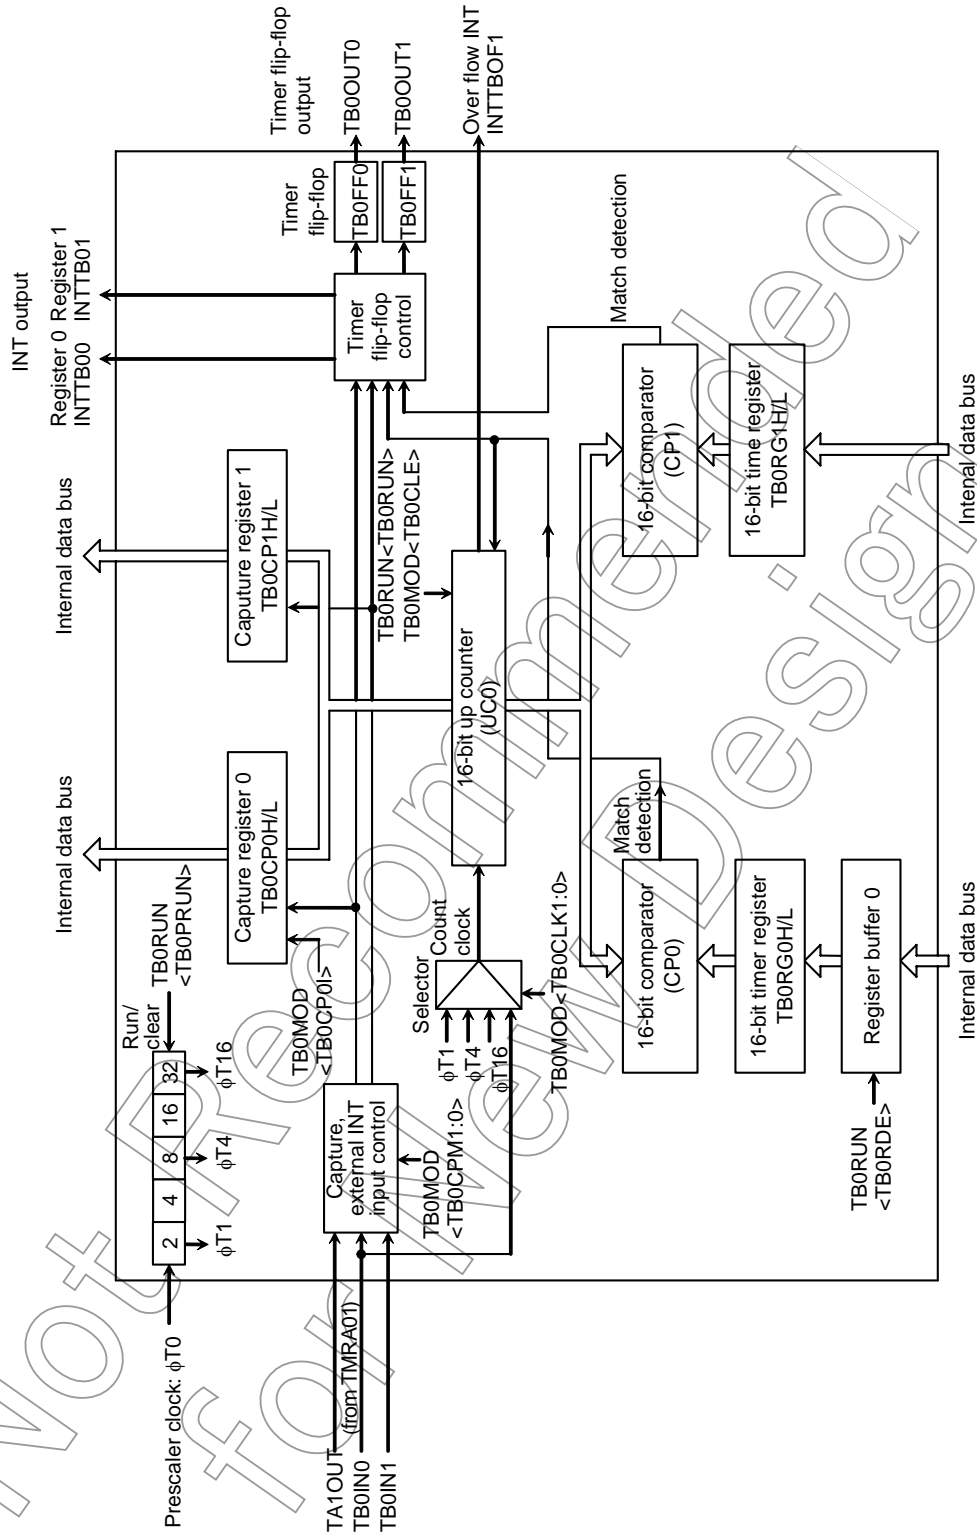 Prescaler clock: φT0
2
4
8
16
32
φT1
φT4
φT16
Run/
clear
TB0RUN
<TB0PRUN>
Internal data bus
Internal data bus
INT output
Register 0
INTTB00
Register 1
INTTB01
Capture register 0
TB0CP0H/L
Caputure register 1
TB0CP1H/L
TB0MOD
<TB0CP0I>
TA1OUT
(from TMRA01)
TB0IN0
TB0IN1
Capture,
external INT
input control
TB0MOD
<TB0CPM1:0>
Selector
φT1
φT4
φT16
Count
clock
TB0MOD<TB0CLK1:0>
TB0RUN<TB0RUN>
TB0MOD<TB0CLE>
16-bit up counter
(UC0)
Timer
flip-flop
control
Timer
flip-flop
TB0FF0
TB0FF1
Timer flip-flop
output
TB0OUT0
TB0OUT1
Over flow INT
INTTBOF1
Match
detection
Match detection
16-bit comparator
(CP0)
16-bit comparator
(CP1)
16-bit timer register
TB0RG0H/L
16-bit time register
TB0RG1H/L
Register buffer 0
TB0RUN
<TB0RDE>
Internal data bus
Intenal data bus
Not Recommended
for New Design